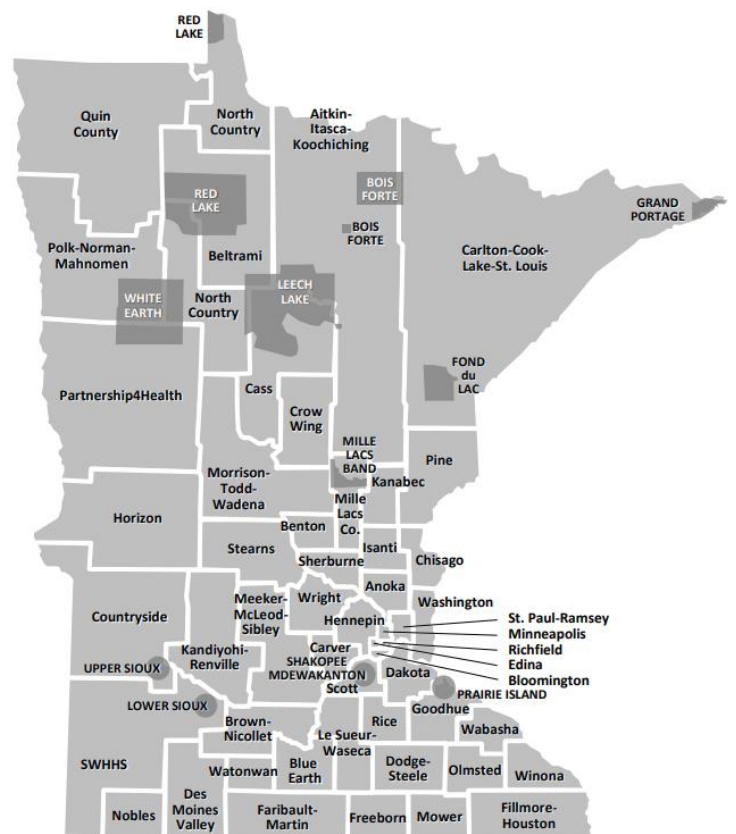 RED
LAKE
Quin
County
North
Country
Aitkin-
Itasca-
Koochiching
RED
LAKE
BOIS
FORTE
GRAND
PORTAGE
BOIS
FORTE
Polk-Norman-
Mahnomen
Beltrami
Carlton-Cook-
Lake-St. Louis
WHITE
EARTH
North
Country
LEECH
LAKE
FOND
du
LAC
Partnership4Health
Cass
Crow
Wing
MILLE
LACS
BAND
Pine
Kanabec
Morrison-
Todd-
Wadena
Mille
Lacs
Co.
Horizon
Benton
Stearns
Isanti
Sherburne
Chisago
Anoka
Wright
Meeker-
McLeod-
Sibley
Washington
Countryside
Hennepin
St. Paul-Ramsey
Minneapolis
Richfield
Edina
Bloomington
Kandiyohi-
Renville
Carver
SHAKOPEE
MDEWAKANTON
Scott
Dakota
UPPER SIOUX
PRAIRIE ISLAND
LOWER SIOUX
Goodhue
Brown-
Nicollet
Le Sueur-
Waseca
Rice
Wabasha
SWHHS
Watonwan
Blue
Earth
Dodge-
Steele
Olmsted
Winona
Nobles
Des
Moines
Valley
Faribault-
Martin
Freeborn
Mower
Fillmore-
Houston